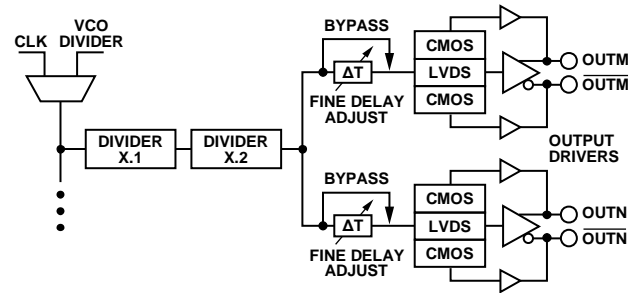 VCO
CLK DIVIDER
DIVIDER
X.1
DIVIDER
X.2
BYPASS
ΔT
FINE DELAY
ADJUST
CMOS
LVDS
CMOS
OUTM
OUTM
OUTPUT
DRIVERS
BYPASS
ΔT
FINE DELAY
ADJUST
CMOS
LVDS
CMOS
OUTN
OUTN